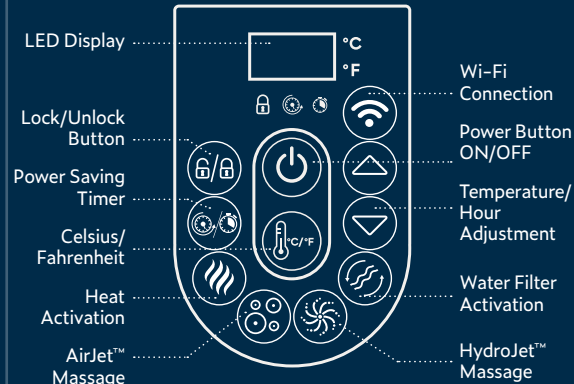 LED Display
°C
°F
Wi-Fi
Connection
Lock/Unlock
Button
Power Button
ON/OFF
Power Saving
Timer
Temperature/
Hour
Adjustment
°C/°F
Celsius/
Fahrenheit
Heat
Activation
Water Filter
Activation
AirJet™
Massage
HydroJet™
Massage